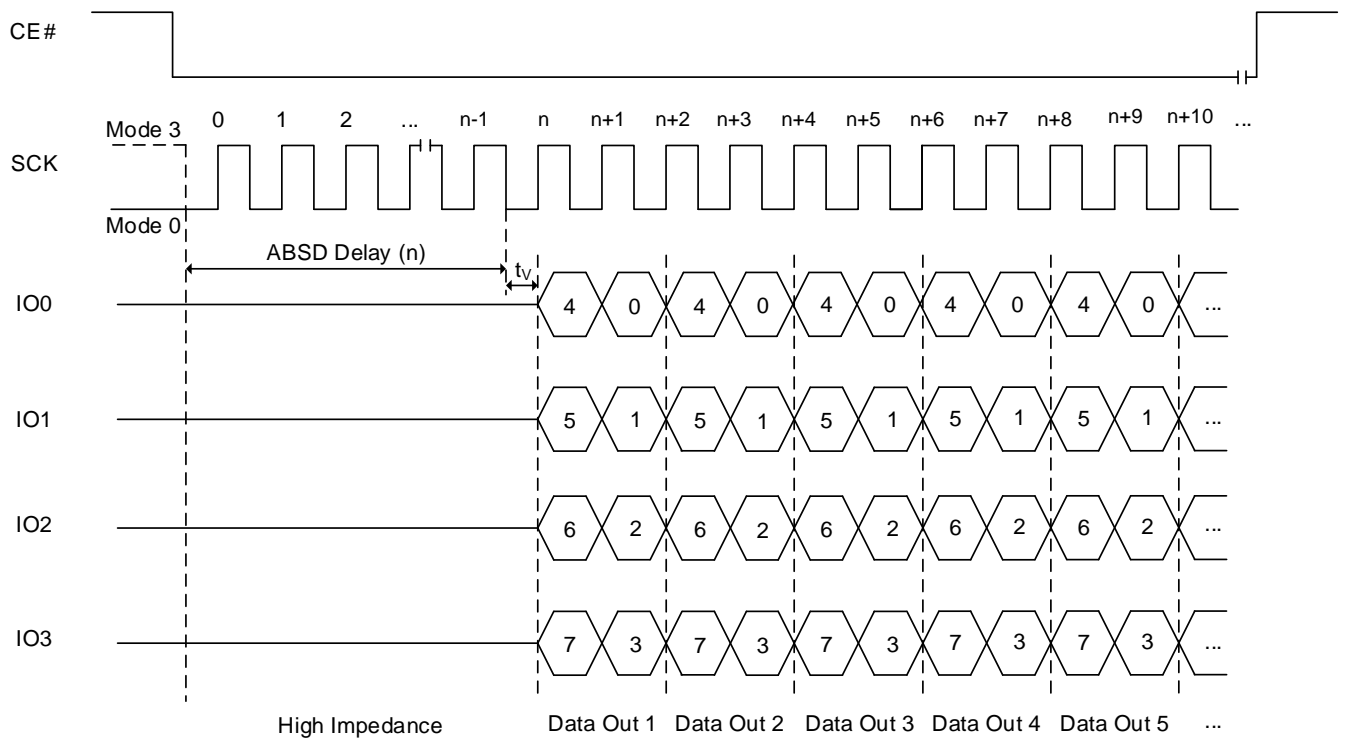 CE#
0 1 2 ... n-1 n n+1 n+2 n+3 n+4 n+5 n+6 n+7 n+8 n+9 n+10 ...
Mode 3
SCK
Mode 0
ABSD Delay (n)
tV
IO0
4 0 4 0 4 0 4 0 4 0 ...
IO1
5 1 5 1 5 1 5 1 5 1 ...
IO2
6 2 6 2 6 2 6 2 6 2 ...
IO3
7 3 7 3 7 3 7 3 7 3 ...
High Impedance Data Out 1 Data Out 2 Data Out 3 Data Out 4 Data Out 5 ...